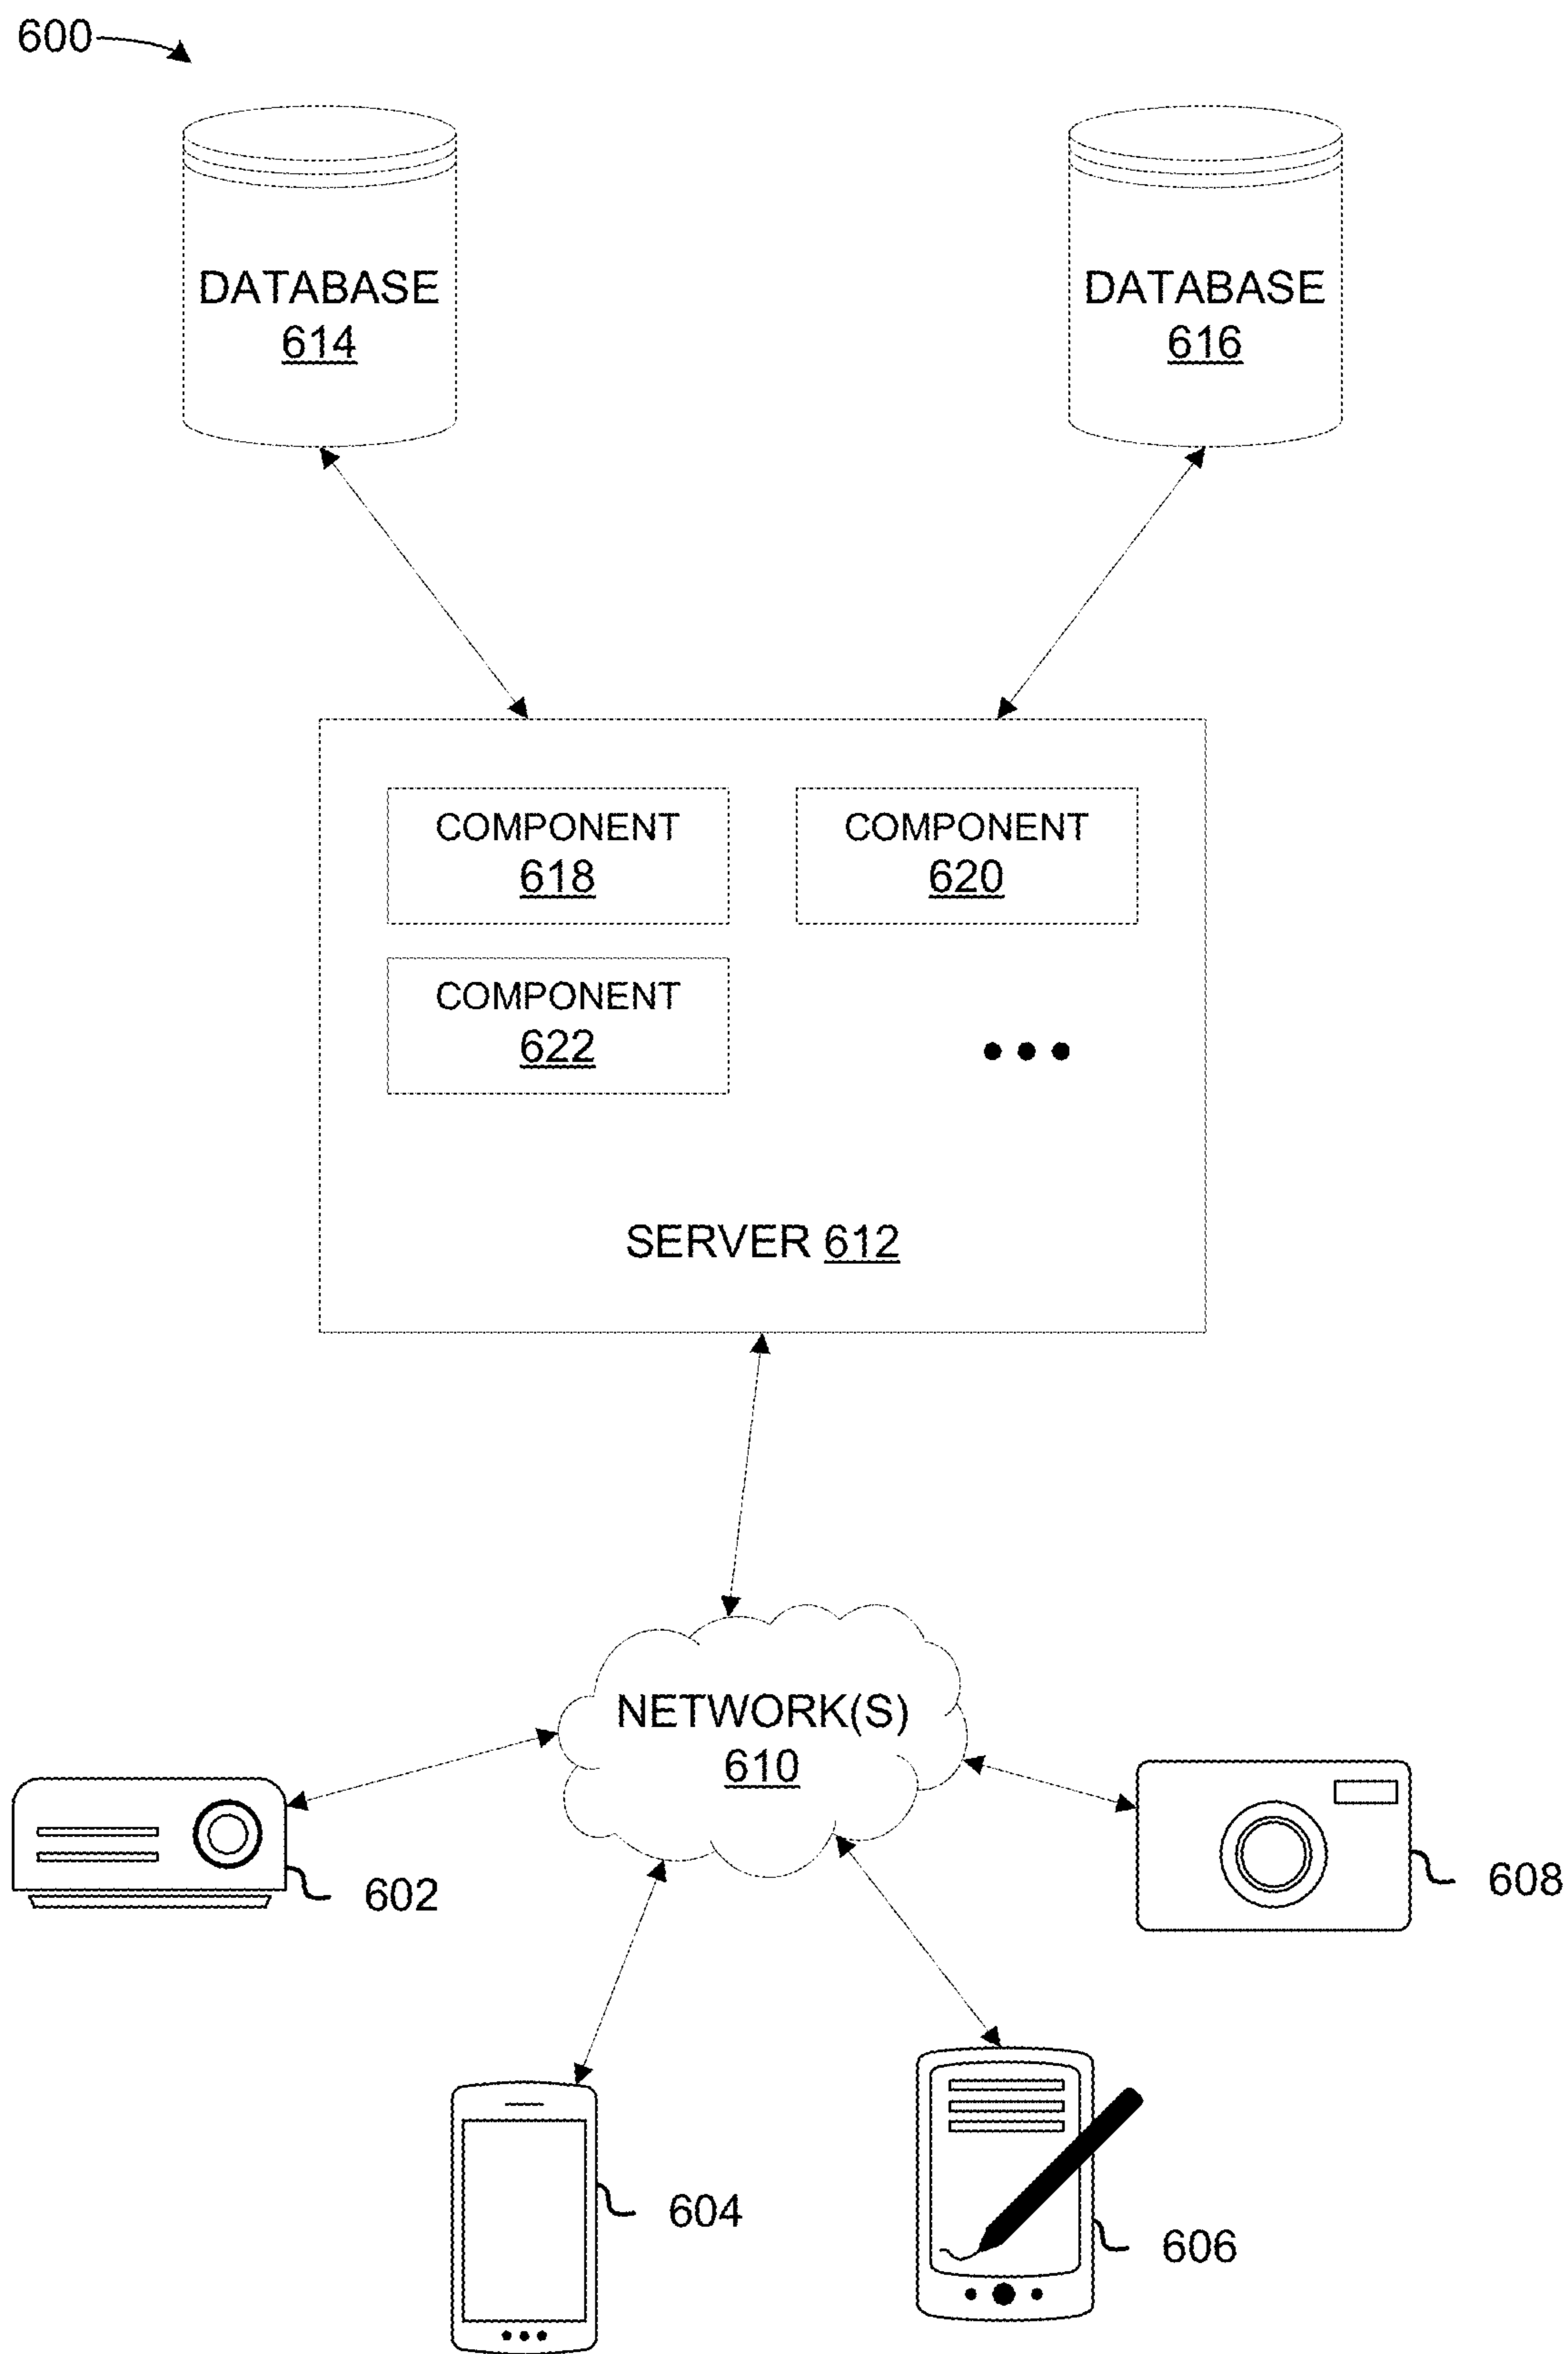 600
DATABASE
614
DATABASE
616
COMPONENT
618
COMPONENT
620
COMPONENT
622
SERVER 612
NETWORK(S)
610
602
608
604
606